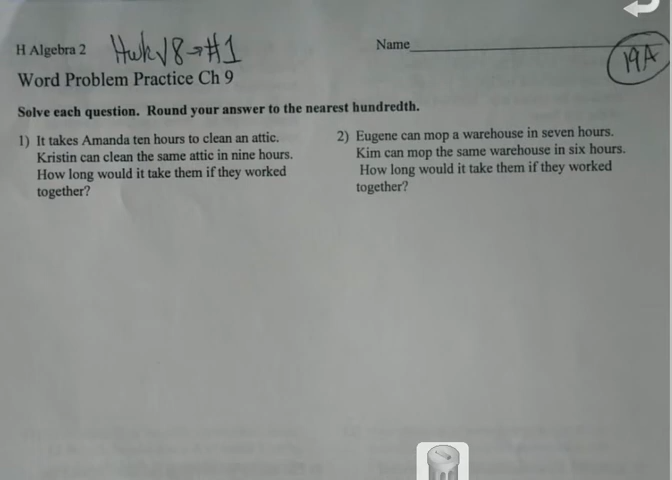 H Algebra 2 Hwk √8→#1 Name
19A
Word Problem Practice Ch 9
Solve each question. Round your answer to the nearest hundredth.
1) It takes Amanda ten hours to clean an attic.
Kristin can clean the same attic in nine hours.
How long would it take them if they worked
together?
2) Eugene can mop a warehouse in seven hours.
Kim can mop the same warehouse in six hours.
How long would it take them if they worked
together?